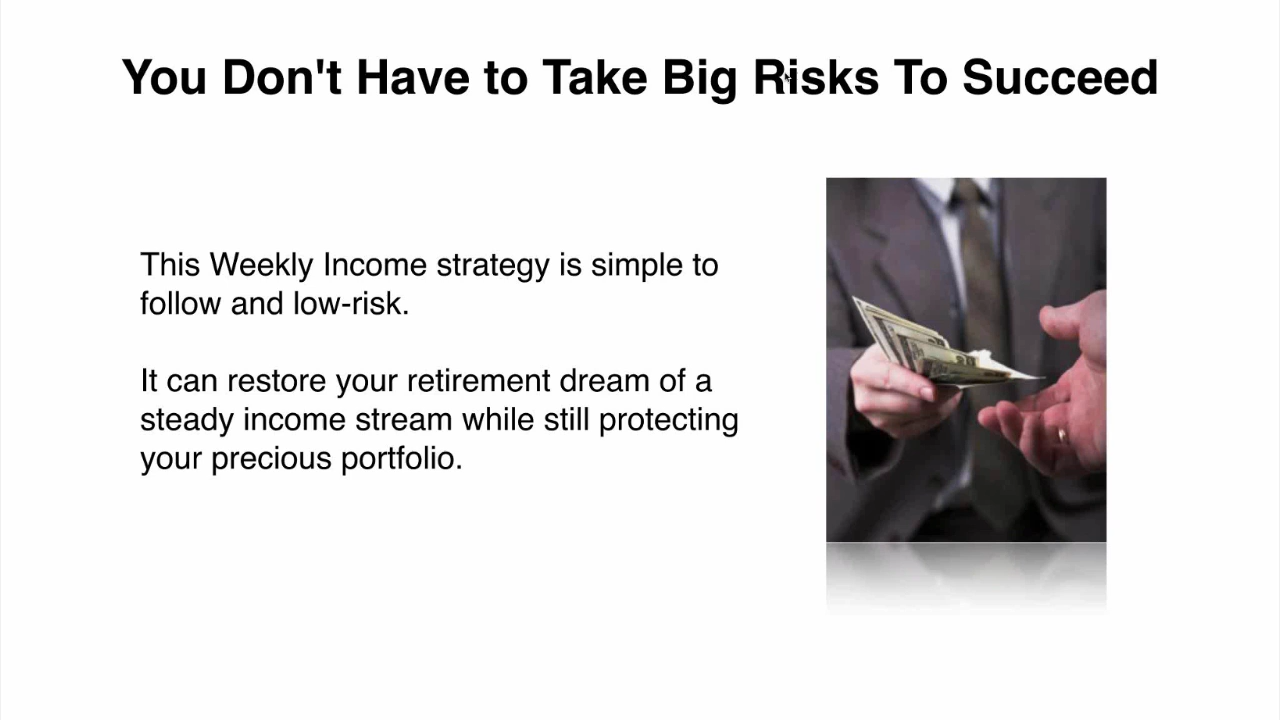 You Don't Have to Take Big Risks To Succeed
This Weekly Income strategy is simple to
follow and low-risk.
It can restore your retirement dream of a
steady income stream while still protecting
your precious portfolio.